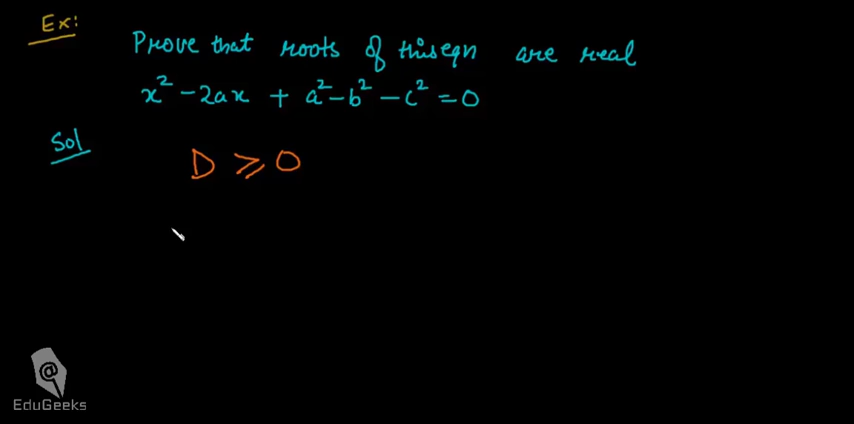 Ex:
Prove that roots of this eqn are real
x² - 2ax + a² - b² - c² = 0
Sol
D ⩾ 0
@
EduGeeks